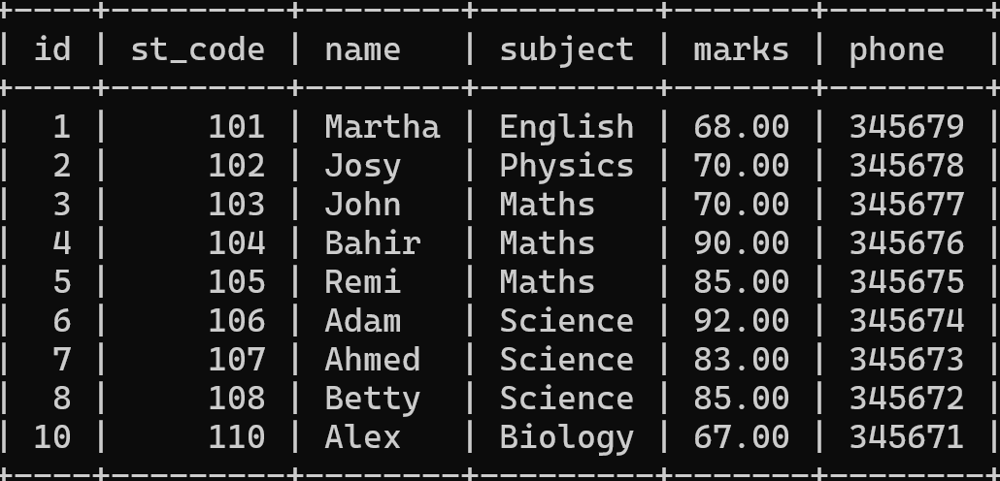 +----+---------+--------+---------+-------+--------+
| id | st_code | name   | subject | marks | phone  |
+----+---------+--------+---------+-------+--------+
|  1 |     101 | Martha | English | 68.00 | 345679 |
|  2 |     102 | Josy   | Physics | 70.00 | 345678 |
|  3 |     103 | John   | Maths   | 70.00 | 345677 |
|  4 |     104 | Bahir  | Maths   | 90.00 | 345676 |
|  5 |     105 | Remi   | Maths   | 85.00 | 345675 |
|  6 |     106 | Adam   | Science | 92.00 | 345674 |
|  7 |     107 | Ahmed  | Science | 83.00 | 345673 |
|  8 |     108 | Betty  | Science | 85.00 | 345672 |
| 10 |     110 | Alex   | Biology | 67.00 | 345671 |
+----+---------+--------+---------+-------+--------+